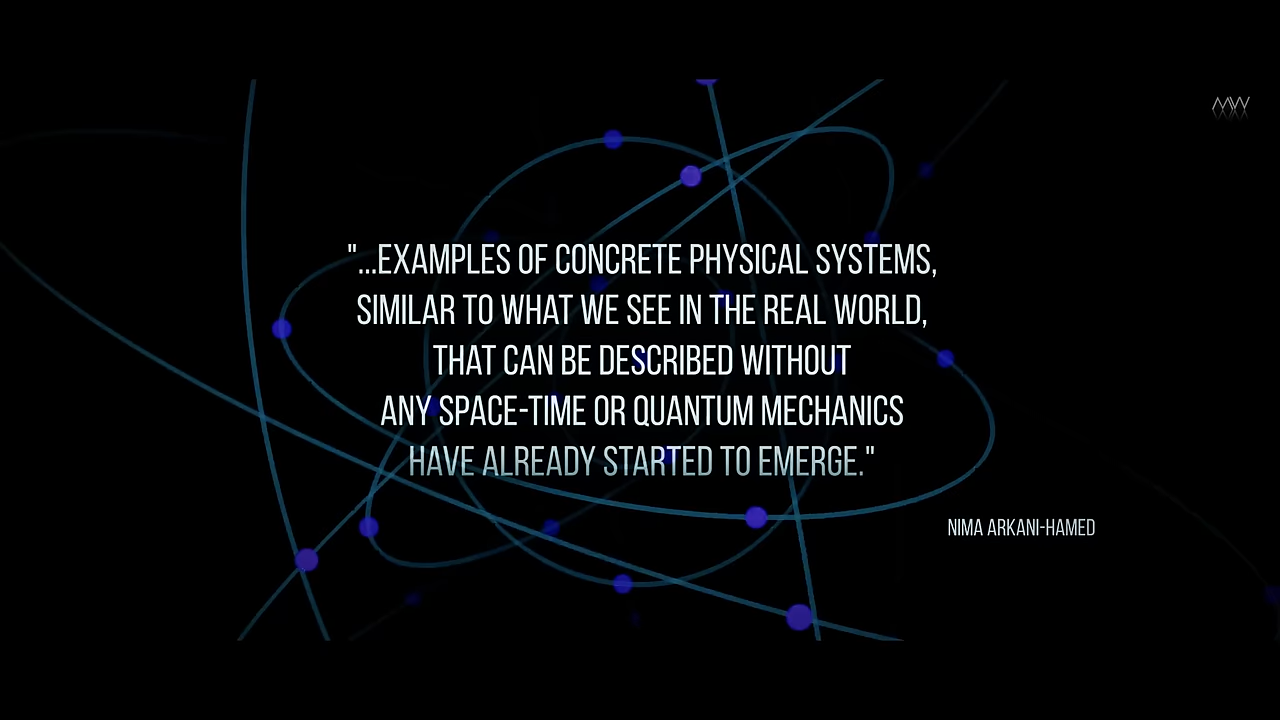 MW
"...EXAMPLES OF CONCRETE PHYSICAL SYSTEMS,
SIMILAR TO WHAT WE SEE IN THE REAL WORLD,
THAT CAN BE DESCRIBED WITHOUT
ANY SPACE-TIME OR QUANTUM MECHANICS
HAVE ALREADY STARTED TO EMERGE."
NIMA ARKANI-HAMED